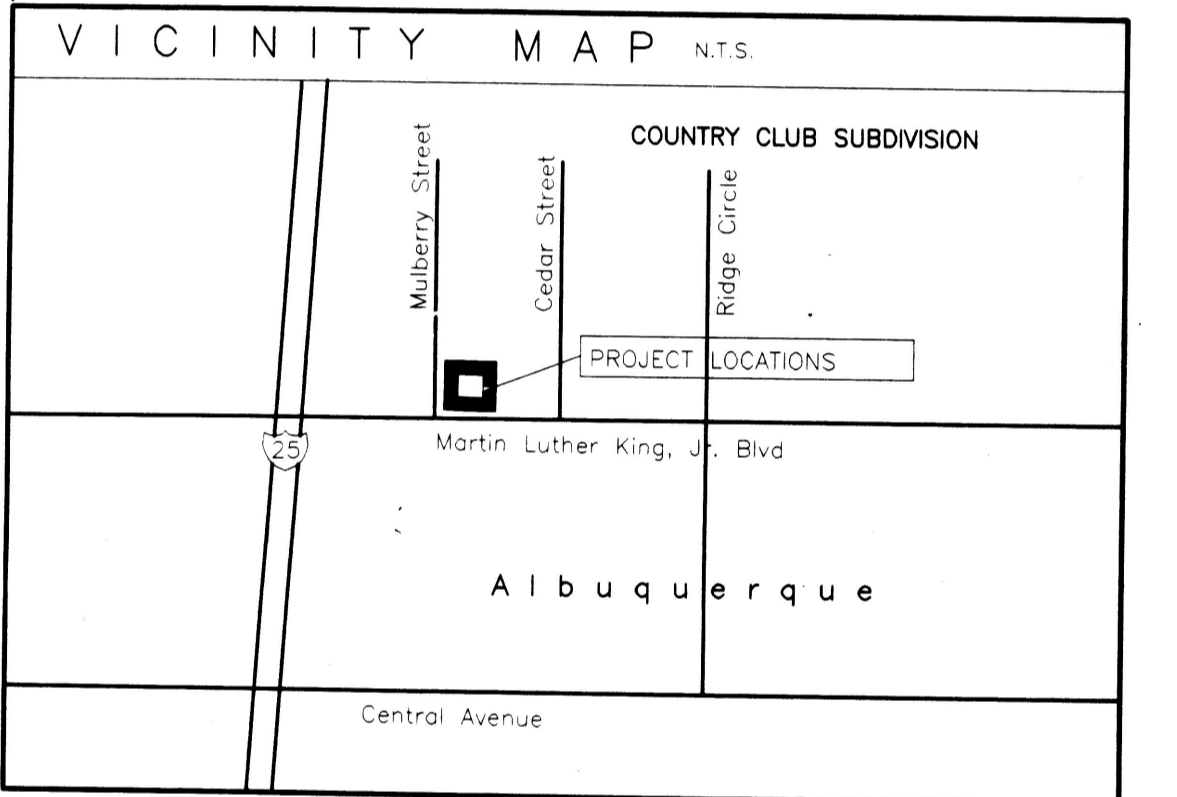 VICINITY MAP N.T.S.
COUNTRY CLUB SUBDIVISION
Mulberry Street
Cedar Street
Ridge Circle
PROJECT LOCATIONS
25
Martin Luther King, Jr. Blvd
Albuquerque
Central Avenue